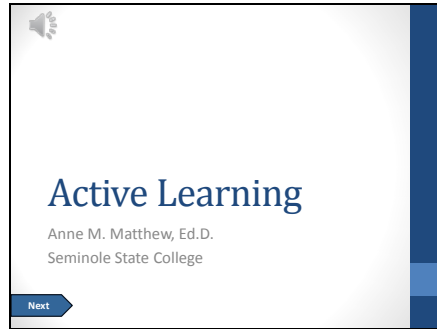 Active Learning
Anne M. Matthew, Ed.D.
Seminole State College
Next